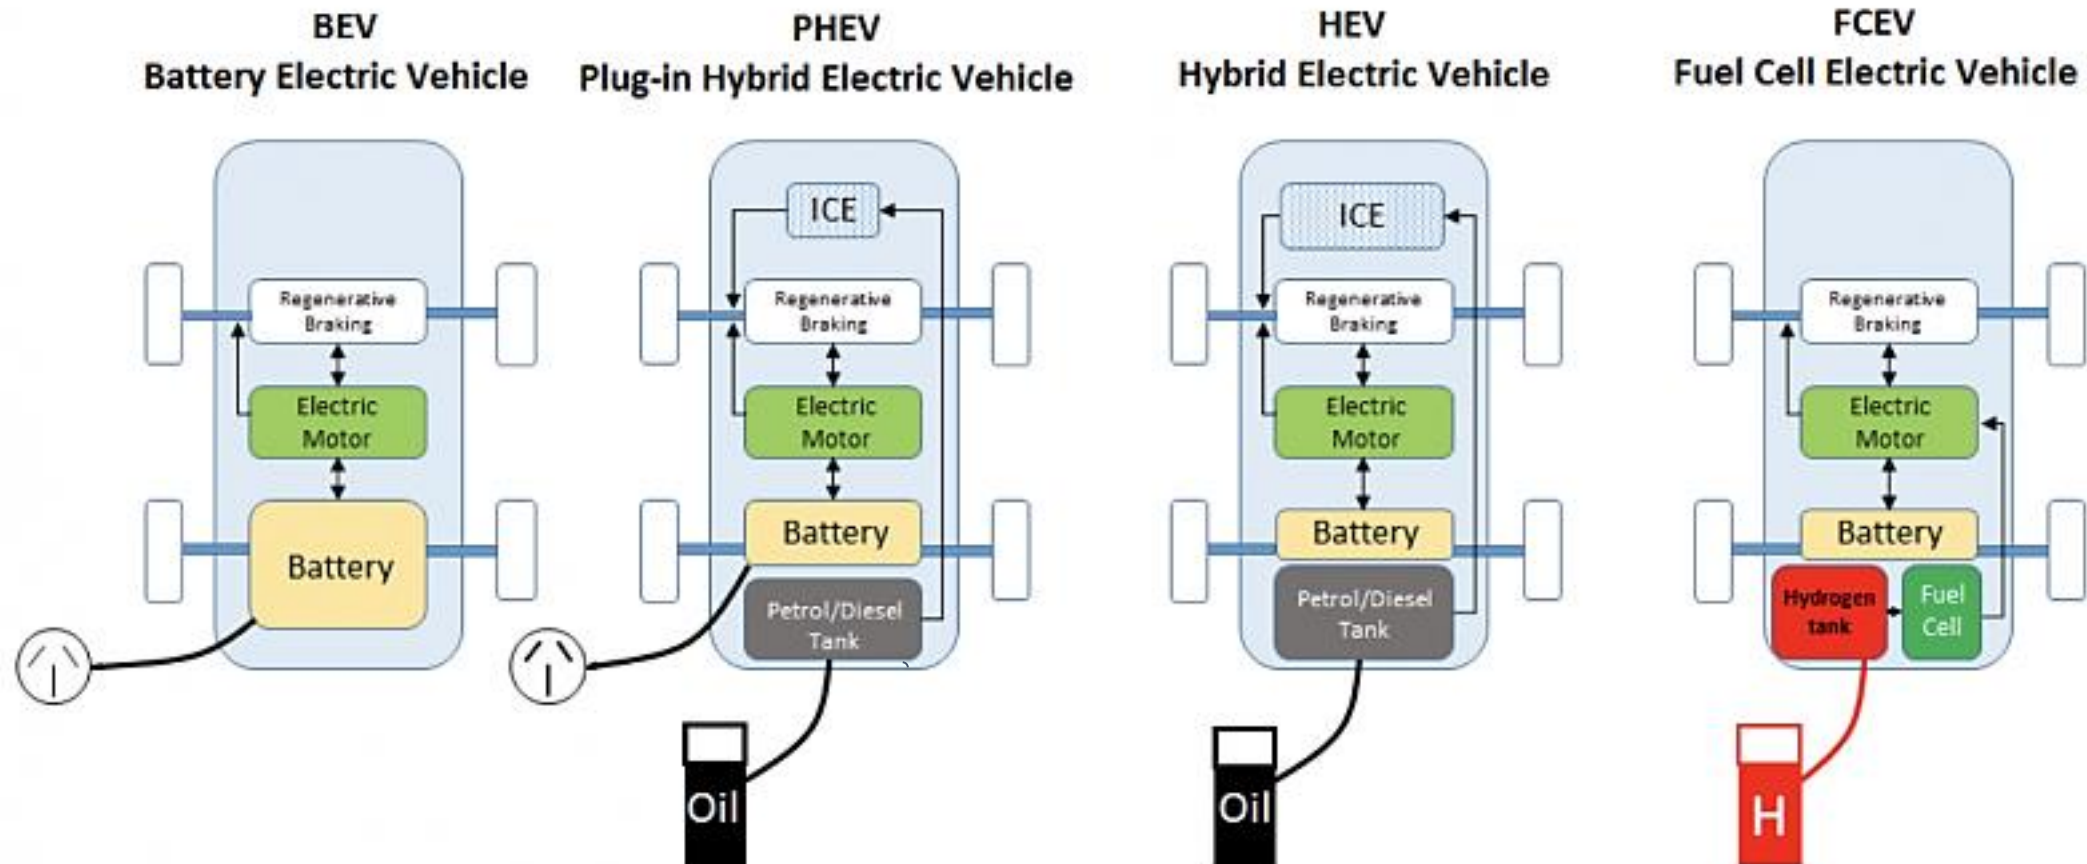 BEV
Battery Electric Vehicle
Regenerative
Braking
Electric
Motor
Battery
PHEV
Plug-in Hybrid Electric Vehicle
ICE
Regenerative
Braking
Electric
Motor
Battery
Petrol/Diesel
Tank
Oil
HEV
Hybrid Electric Vehicle
ICE
Regenerative
Braking
Electric
Motor
Battery
Petrol/Diesel
Tank
Oil
FCEV
Fuel Cell Electric Vehicle
Regenerative
Braking
Electric
Motor
Battery
Hydrogen
tank
Fuel
Cell
H